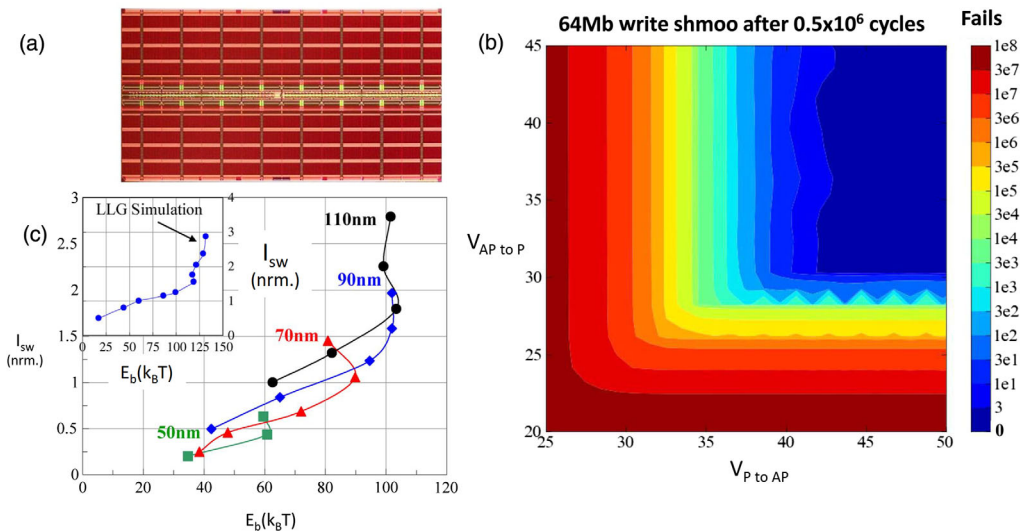 (a)
(b)
64Mb write shmoo after 0.5x10⁶ cycles
Fails
45
40
35
30
25
20
V_AP to P
25 30 35 40 45 50
V_P to AP
1e8
3e7
1e7
3e6
1e6
3e5
1e5
3e4
1e4
3e3
1e3
3e2
1e2
3e1
1e1
3
0
(c)
3
2.5
2
1.5
1
0.5
0
I_sw
(nrm.)
0 20 40 60 80 100 120
E_b(k_BT)
110nm
90nm
70nm
50nm
LLG Simulation
4
3
2
1
0
I_sw
(nrm.)
0 25 50 75 100 125 150
E_b(k_BT)